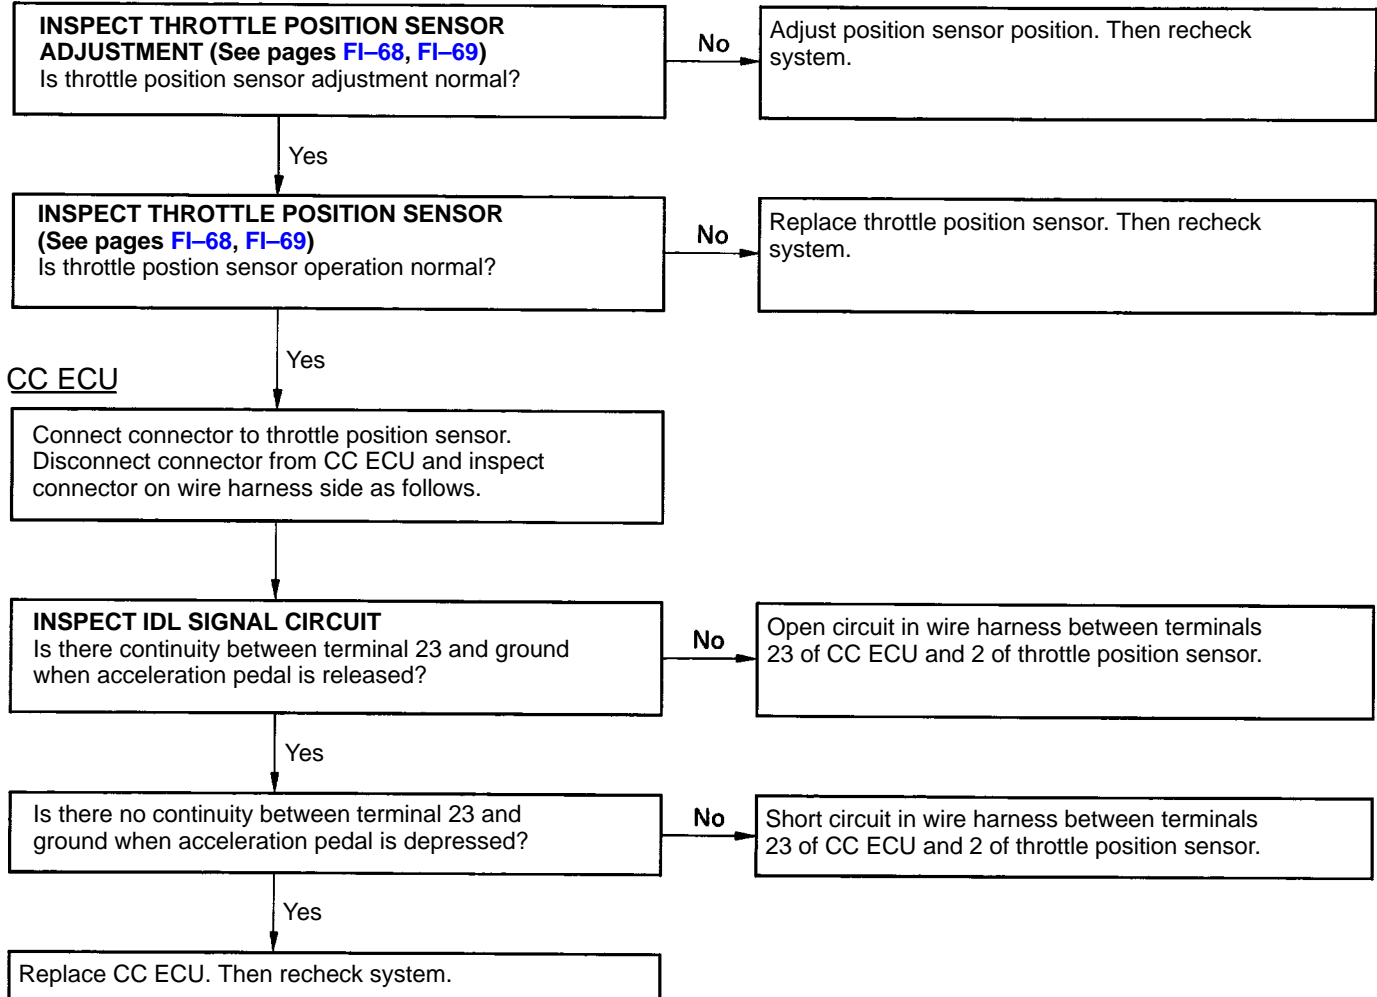 INSPECT THROTTLE POSITION SENSOR
ADJUSTMENT (See pages FI–68, FI–69)
Is throttle position sensor adjustment normal?
No
Adjust position sensor position. Then recheck
system.
Yes
INSPECT THROTTLE POSITION SENSOR
(See pages FI–68, FI–69)
Is throttle postion sensor operation normal?
No
Replace throttle position sensor. Then recheck
system.
Yes
CC ECU
Connect connector to throttle position sensor.
Disconnect connector from CC ECU and inspect
connector on wire harness side as follows.
INSPECT IDL SIGNAL CIRCUIT
Is there continuity between terminal 23 and ground
when acceleration pedal is released?
No
Open circuit in wire harness between terminals
23 of CC ECU and 2 of throttle position sensor.
Yes
Is there no continuity between terminal 23 and
ground when acceleration pedal is depressed?
No
Short circuit in wire harness between terminals
23 of CC ECU and 2 of throttle position sensor.
Yes
Replace CC ECU. Then recheck system.